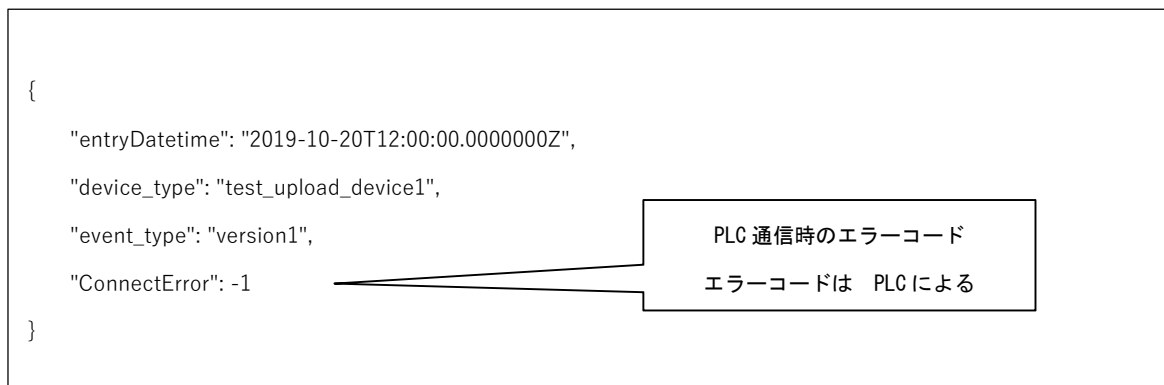 {
"entryDatetime": "2019-10-20T12:00:00.0000000Z",
"device_type": "test_upload_device1",
"event_type": "version1",
"ConnectError": -1
}
PLC 通信時のエラーコード
エラーコードは　PLC による